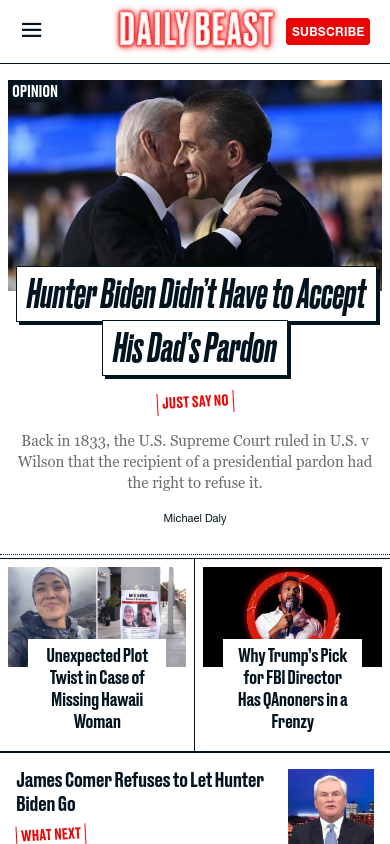 DAILY BEAST
SUBSCRIBE
OPINION
Hunter Biden Didn't Have to Accept
His Dad's Pardon
JUST SAY NO
Back in 1833, the U.S. Supreme Court ruled in U.S. v
Wilson that the recipient of a presidential pardon had
the right to refuse it.
Michael Daly
MISSING
Unexpected Plot
Twist in Case of
Missing Hawaii
Woman
Why Trump's Pick
for FBI Director
Has QAnoners in a
Frenzy
James Comer Refuses to Let Hunter
Biden Go
WHAT NEXT